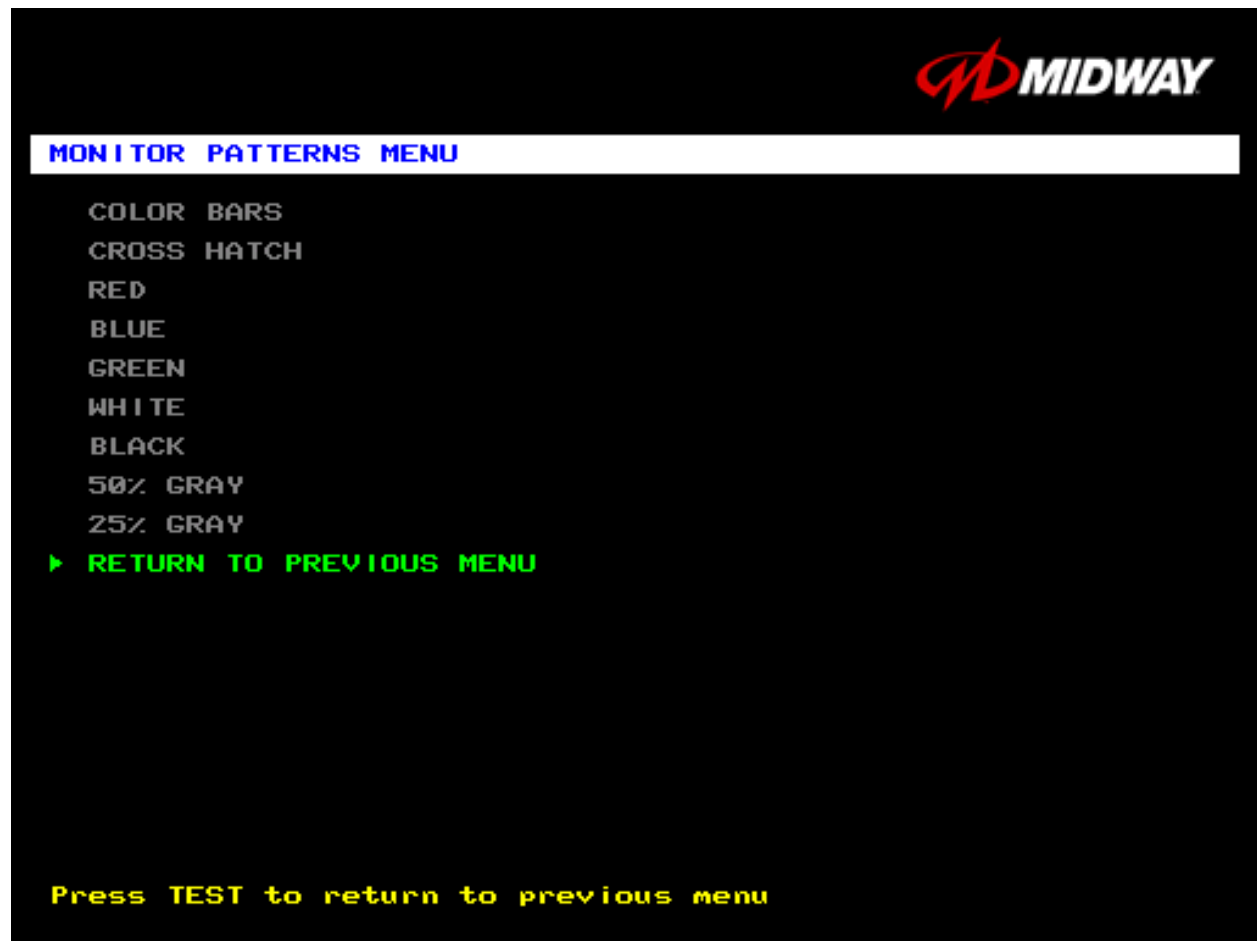 MIDWAY
MONITOR PATTERNS MENU
COLOR BARS
CROSS HATCH
RED
BLUE
GREEN
WHITE
BLACK
50% GRAY
25% GRAY
RETURN TO PREVIOUS MENU
Press TEST to return to previous menu